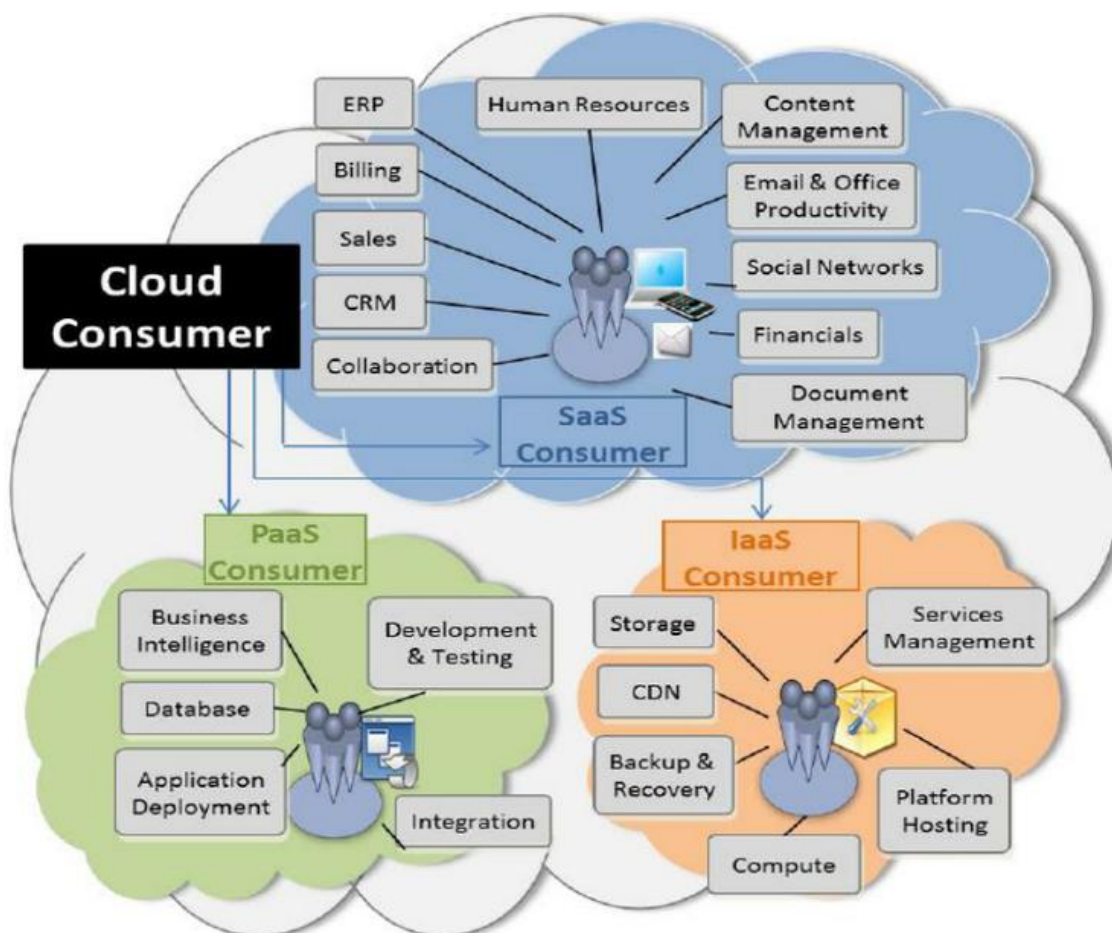 ERP
Human Resources
Content
Management
Billing
Email & Office
Productivity
Sales
Social Networks
CRM
Financials
Collaboration
Document
Management
Cloud
Consumer
SaaS
Consumer
PaaS
Consumer
Business
Intelligence
Development
& Testing
Database
Application
Deployment
Integration
IaaS
Consumer
Storage
Services
Management
CDN
Backup &
Recovery
Platform
Hosting
Compute